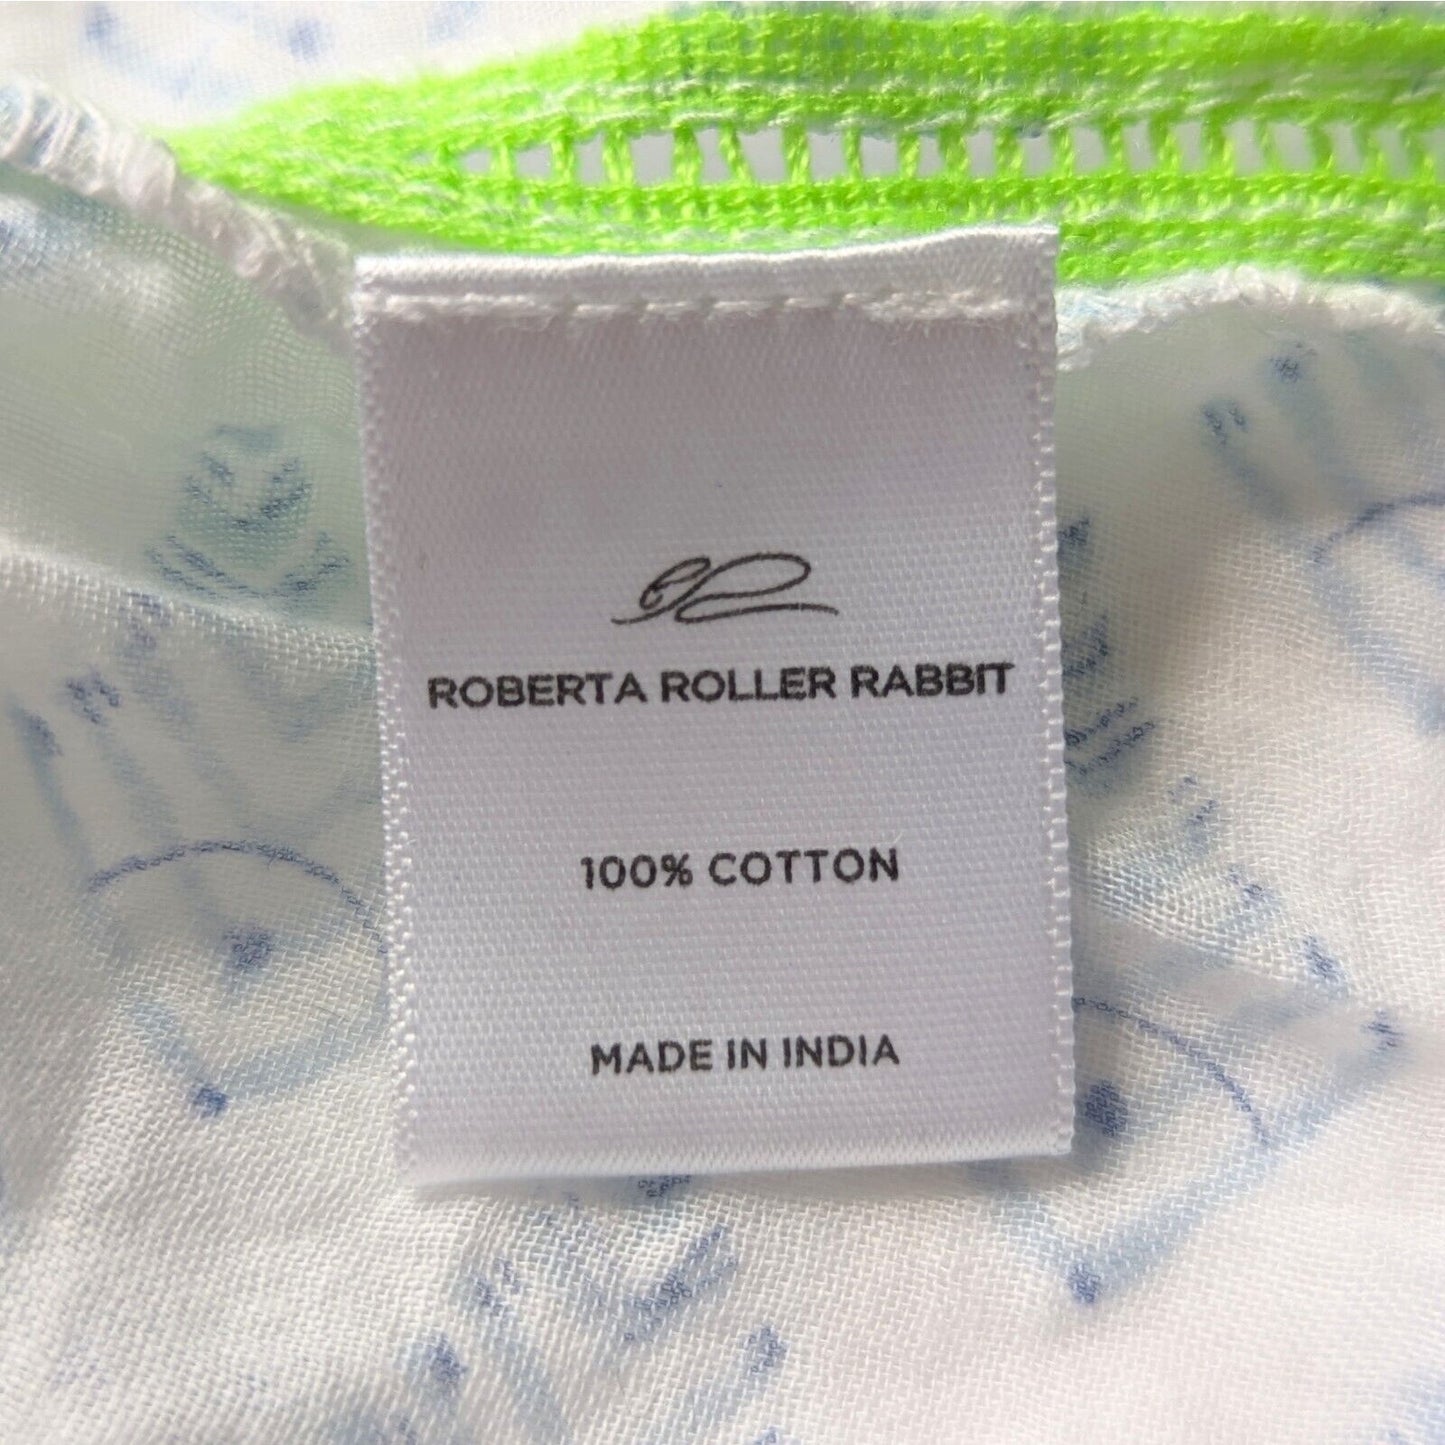 ROBERTA ROLLER RABBIT
100% COTTON
MADE IN INDIA